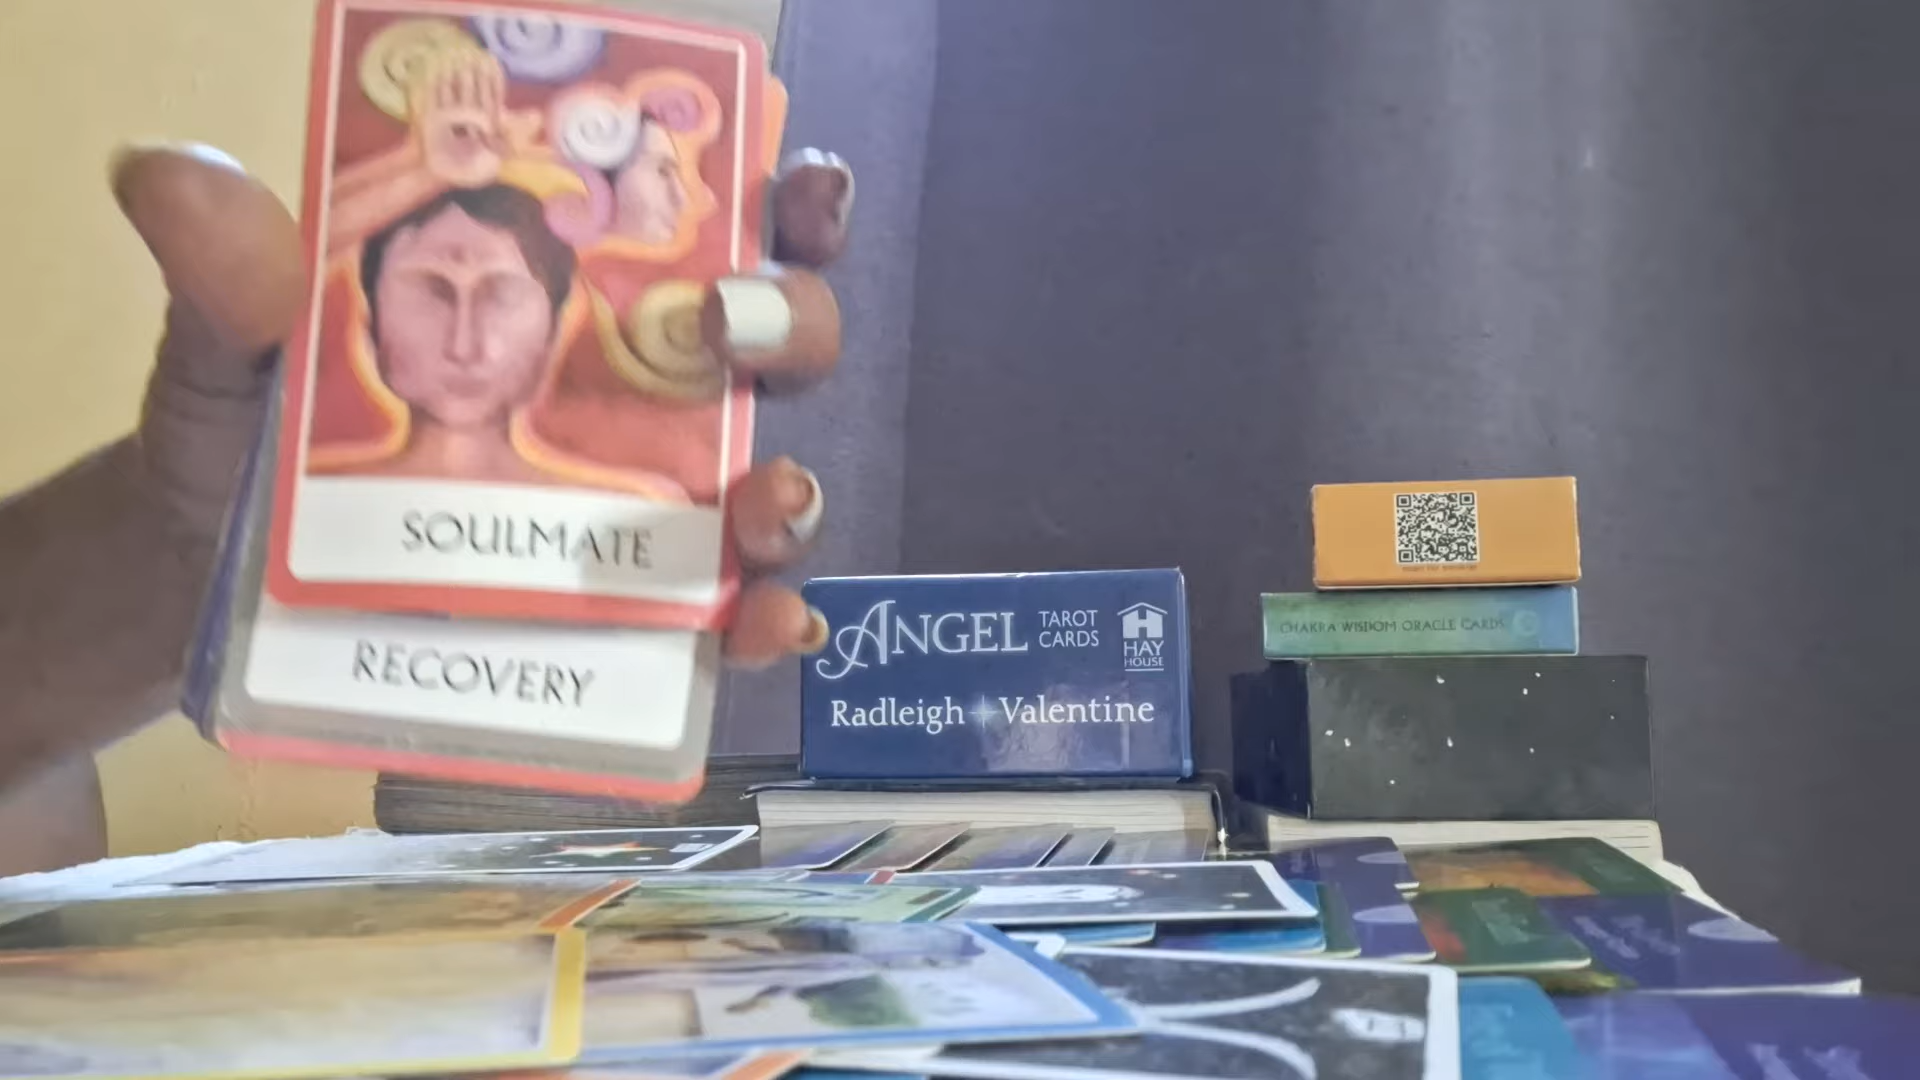 SOULMATE
RECOVERY
ANGEL
TAROT
CARDS
HAY
HOUSE
Radleigh Valentine
CHAKRA WISDOM ORACLE CARDS